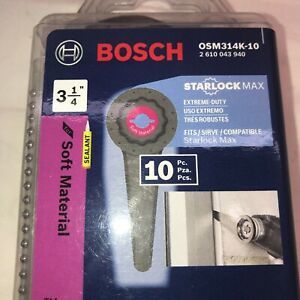 BOSCH
OSM314K-10
2 610 043 940
3 1/4"
STARLOCK MAX
EXTREME-DUTY
USO EXTREMO
TRÈS ROBUSTES
FITS / SIRVE / COMPATIBLE
Starlock Max
Soft Material
SEALANT
10 Pc.
Pza.
Pcs.